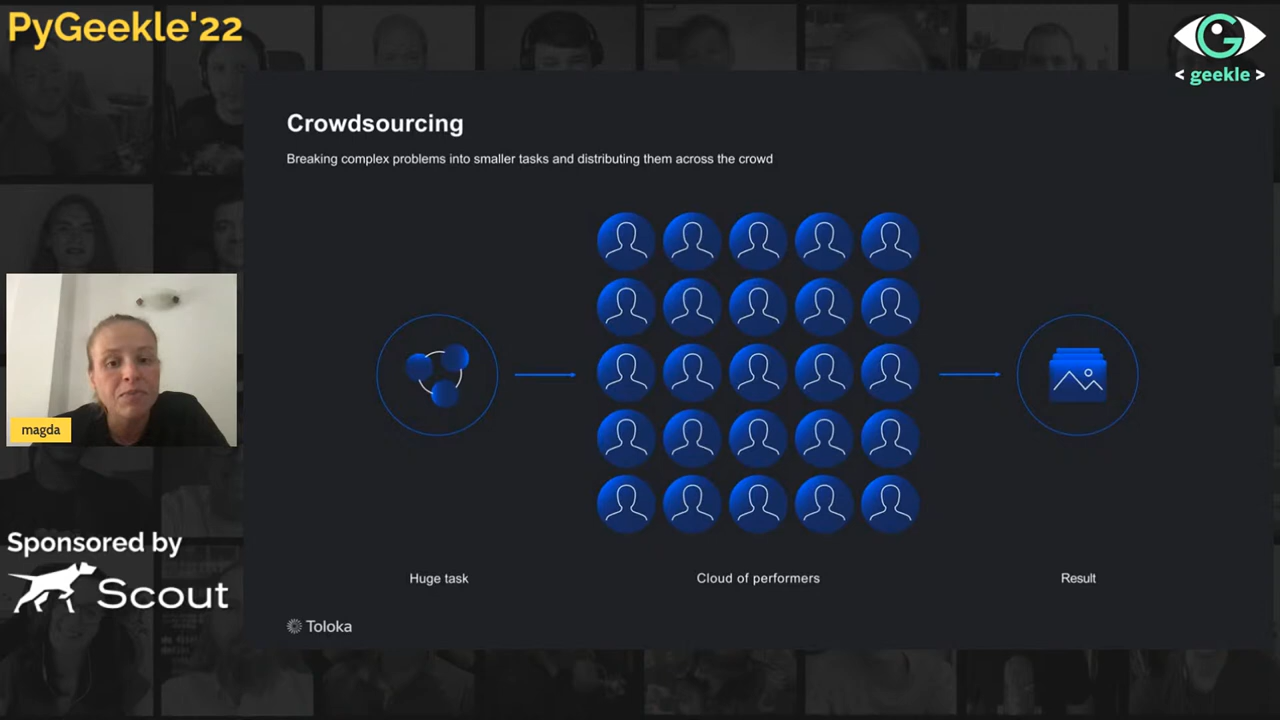 PyGeekle'22
< geekle >
Crowdsourcing
Breaking complex problems into smaller tasks and distributing them across the crowd
magda
Sponsored by
Scout
Huge task
Cloud of performers
Result
Toloka